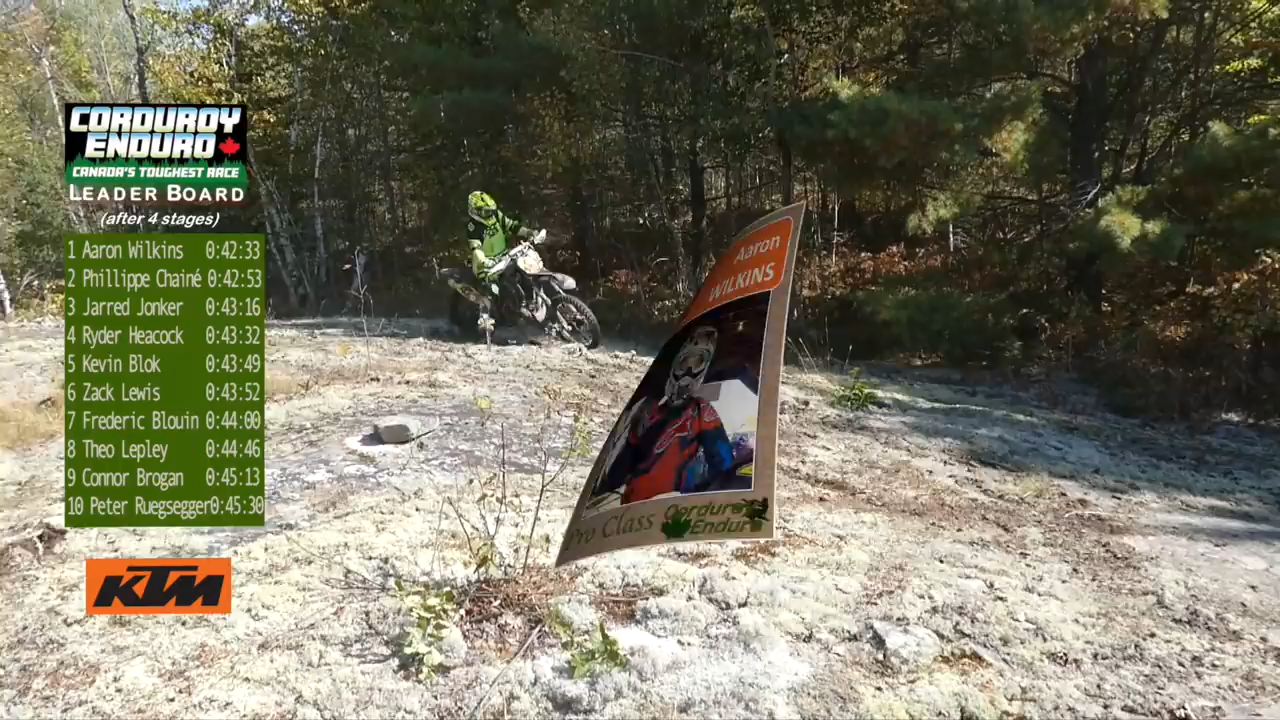 CORDUROY
ENDURO
CANADA'S TOUGHEST RACE
LEADER BOARD
(after 4 stages)
1 Aaron Wilkins 0:42:33
2 Phillippe Chainé 0:42:53
3 Jarred Jonker 0:43:16
4 Ryder Heacock 0:43:32
5 Kevin Blok 0:43:49
6 Zack Lewis 0:43:52
7 Frederic Blouin 0:44:00
8 Theo Lepley 0:44:46
9 Connor Brogan 0:45:13
10 Peter Ruegsegger0:45:30
KTM
Aaron
WILKINS
Pro Class
Corduroy
Enduro